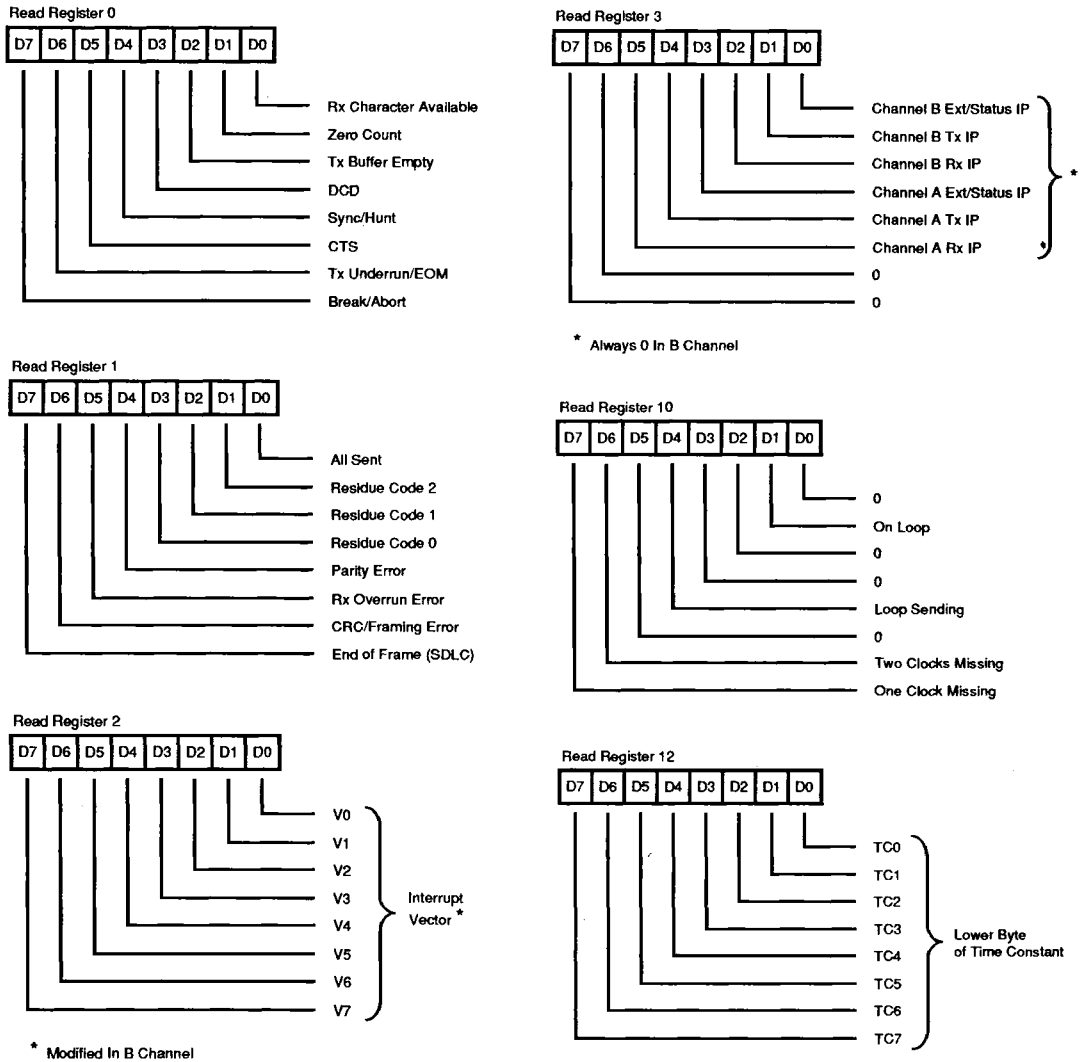 Read Register 0
D7 D6 D5 D4 D3 D2 D1 D0
Rx Character Available
Zero Count
Tx Buffer Empty
DCD
Sync/Hunt
CTS
Tx Underrun/EOM
Break/Abort
Read Register 1
D7 D6 D5 D4 D3 D2 D1 D0
All Sent
Residue Code 2
Residue Code 1
Residue Code 0
Parity Error
Rx Overrun Error
CRC/Framing Error
End of Frame (SDLC)
Read Register 2
D7 D6 D5 D4 D3 D2 D1 D0
V0
V1
V2
V3
V4
V5
V6
V7
Interrupt
Vector *
* Modified In B Channel
Read Register 3
D7 D6 D5 D4 D3 D2 D1 D0
Channel B Ext/Status IP
Channel B Tx IP
Channel B Rx IP
Channel A Ext/Status IP
Channel A Tx IP
Channel A Rx IP
0
0
*
* Always 0 In B Channel
Read Register 10
D7 D6 D5 D4 D3 D2 D1 D0
0
On Loop
0
0
Loop Sending
0
Two Clocks Missing
One Clock Missing
Read Register 12
D7 D6 D5 D4 D3 D2 D1 D0
TC0
TC1
TC2
TC3
TC4
TC5
TC6
TC7
Lower Byte
of Time Constant